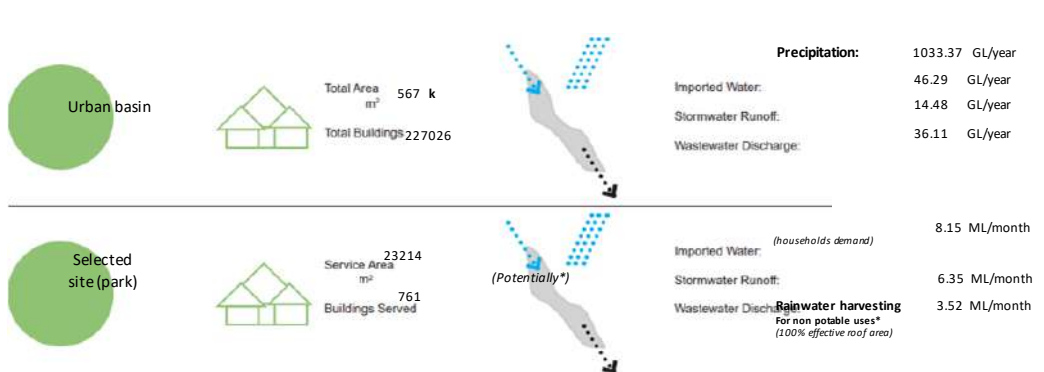 Precipitation: 1033.37 GL/year
Urban basin
Total Area 567 k
m²
Total Buildings 227026
Imported Water: 46.29 GL/year
Stormwater Runoff: 14.48 GL/year
Wastewater Discharge: 36.11 GL/year
Selected
site (park)
Service Area 23214
m²
Buildings Served 761
(Potentially*)
Imported Water: (households demand) 8.15 ML/month
Stormwater Runoff: 6.35 ML/month
Wastewater Discharge:
Rainwater harvesting 3.52 ML/month
For non potable uses*
(100% effective roof area)